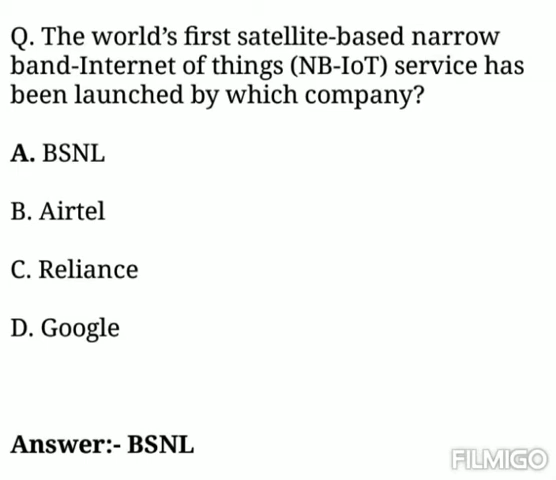 Q. The world’s first satellite-based narrow
band-Internet of things (NB-IoT) service has
been launched by which company?
A. BSNL
B. Airtel
C. Reliance
D. Google
Answer:- BSNL
FILMIGO